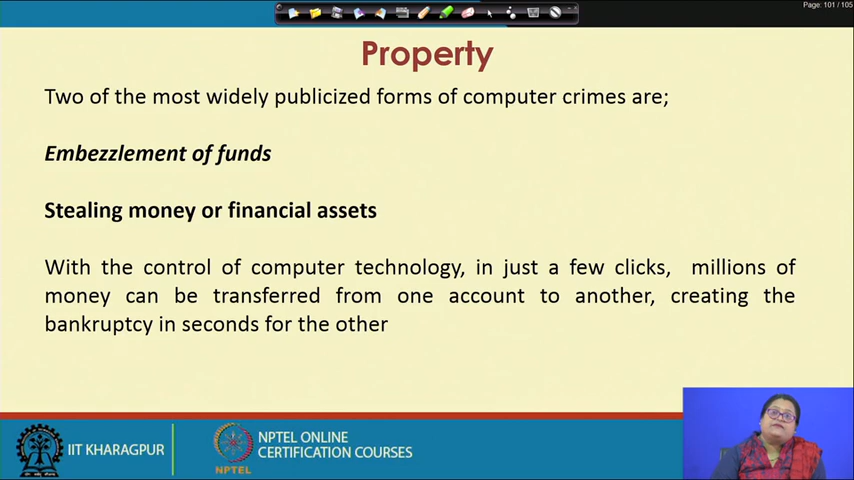 Page: 101 / 105
Property
Two of the most widely publicized forms of computer crimes are;
Embezzlement of funds
Stealing money or financial assets
With the control of computer technology, in just a few clicks, millions of
money can be transferred from one account to another, creating the
bankruptcy in seconds for the other
IIT KHARAGPUR
NPTEL
NPTEL ONLINE
CERTIFICATION COURSES